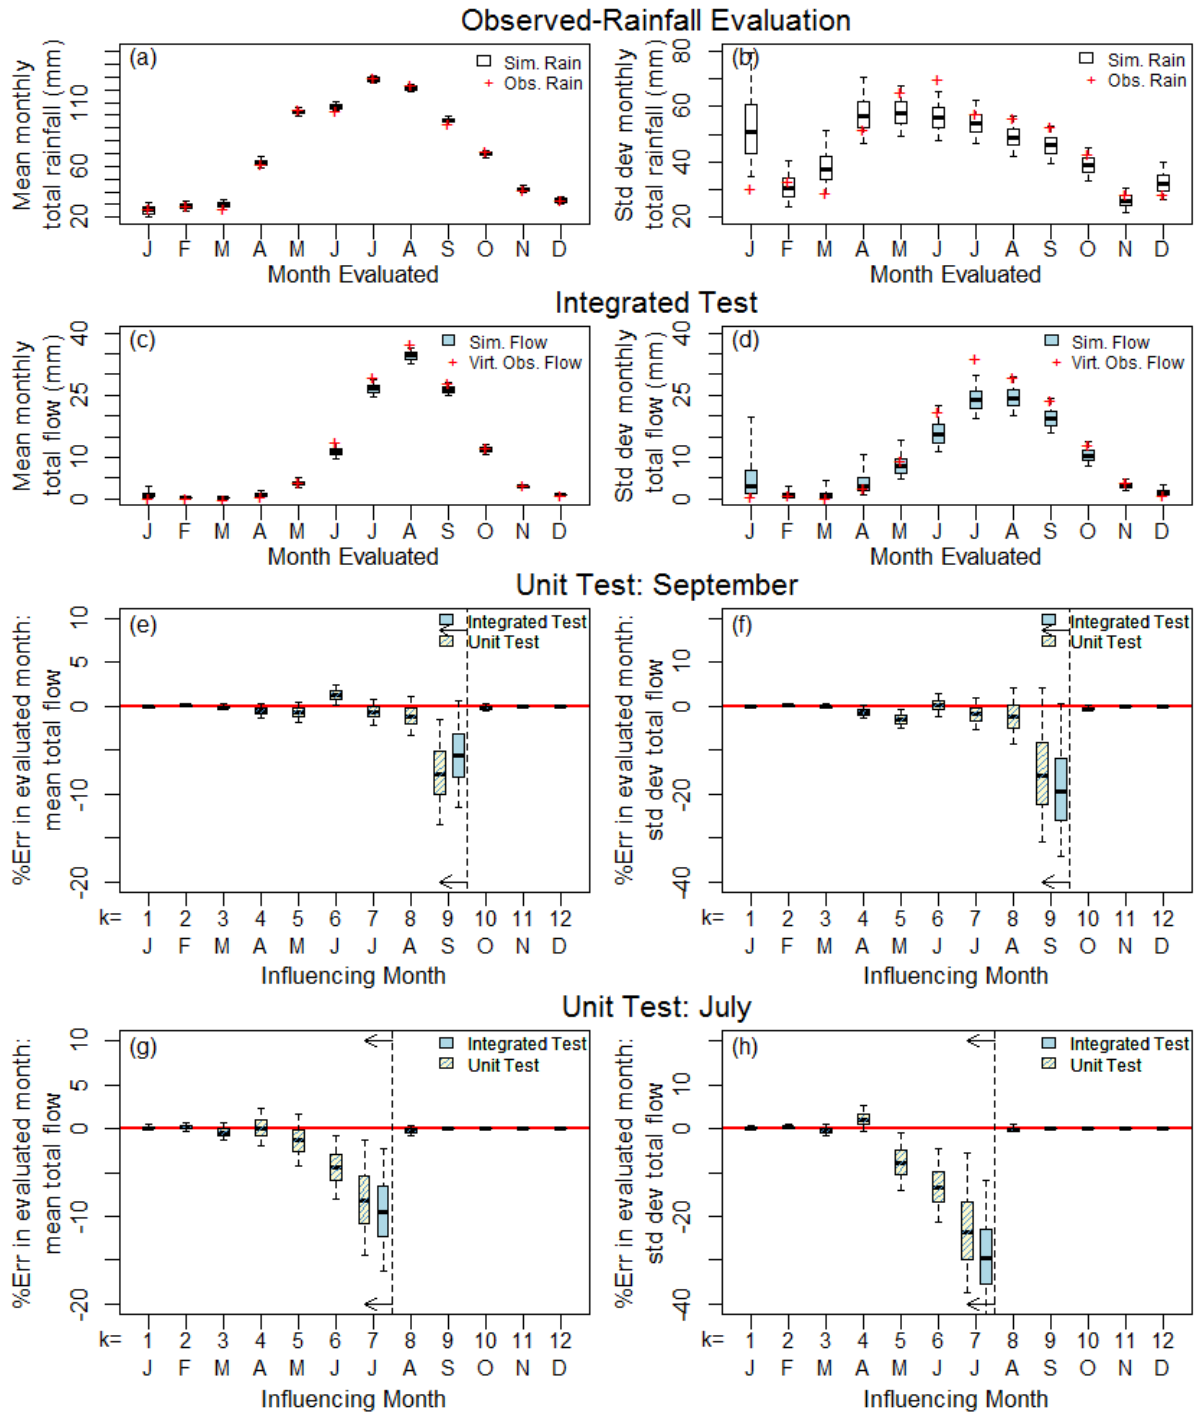 Observed-Rainfall Evaluation
Mean monthly
total rainfall (mm)
20 60 110
(a)
Sim. Rain
Obs. Rain
J F M A M J J A S O N D
Month Evaluated
Std dev monthly
total rainfall (mm)
20 40 60 80
(b)
Sim. Rain
Obs. Rain
J F M A M J J A S O N D
Month Evaluated
Integrated Test
Mean monthly
total flow (mm)
0 10 25 40
(c)
Sim. Flow
Virt. Obs. Flow
J F M A M J J A S O N D
Month Evaluated
Std dev monthly
total flow (mm)
0 10 25 40
(d)
Sim. Flow
Virt. Obs. Flow
J F M A M J J A S O N D
Month Evaluated
Unit Test: September
%Err in evaluated month:
mean total flow
-20 -10 0 5 10
(e)
Integrated Test
Unit Test
k= 1 2 3 4 5 6 7 8 9 10 11 12
J F M A M J J A S O N D
Influencing Month
%Err in evaluated month:
std dev total flow
-40 -20 0 10
(f)
Integrated Test
Unit Test
1 2 3 4 5 6 7 8 9 10 11 12
J F M A M J J A S O N D
Influencing Month
Unit Test: July
%Err in evaluated month:
mean total flow
-20 -10 0 5 10
(g)
Integrated Test
Unit Test
k= 1 2 3 4 5 6 7 8 9 10 11 12
J F M A M J J A S O N D
Influencing Month
%Err in evaluated month:
std dev total flow
-40 -20 0 10
(h)
Integrated Test
Unit Test
1 2 3 4 5 6 7 8 9 10 11 12
J F M A M J J A S O N D
Influencing Month